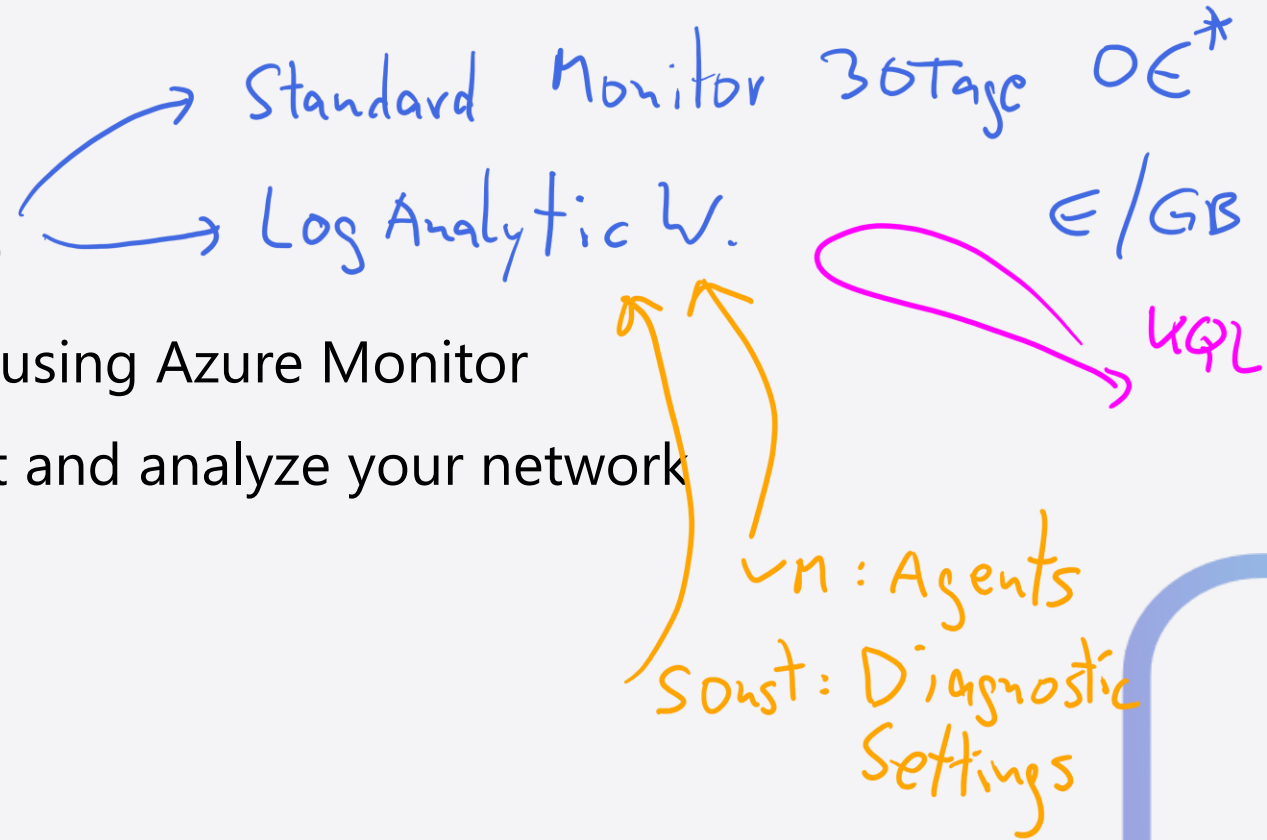 Standard Monitor 30Tage 0€*
Log Analytic W. €/GB
KQL
using Azure Monitor
t and analyze your network
VM: Agents
Sonst: Diagnostic
Settings